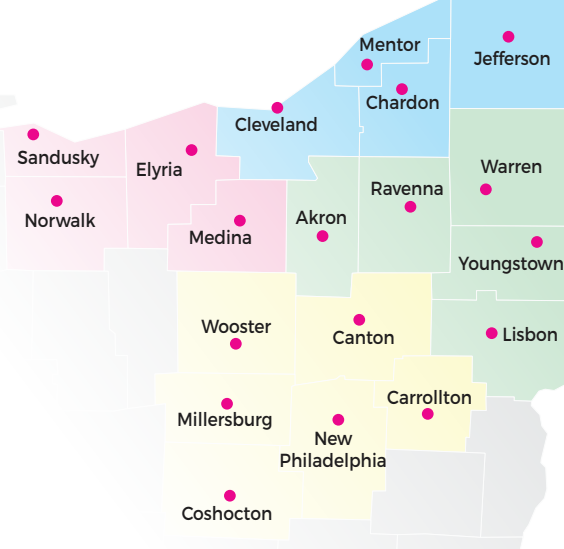 Mentor
Jefferson
Chardon
Cleveland
Sandusky
Elyria
Warren
Ravenna
Norwalk
Akron
Medina
Youngstown
Wooster
Canton
Lisbon
Carrollton
Millersburg
New
Philadelphia
Coshocton